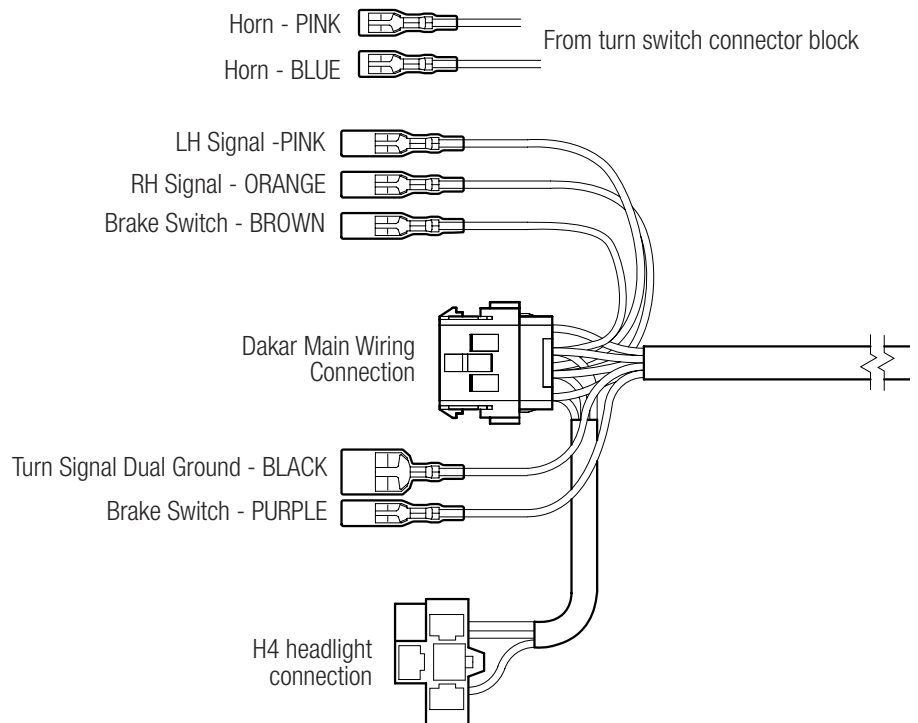 Horn - PINK
From turn switch connector block
Horn - BLUE
LH Signal -PINK
RH Signal - ORANGE
Brake Switch - BROWN
Dakar Main Wiring
Connection
Turn Signal Dual Ground - BLACK
Brake Switch - PURPLE
H4 headlight
connection